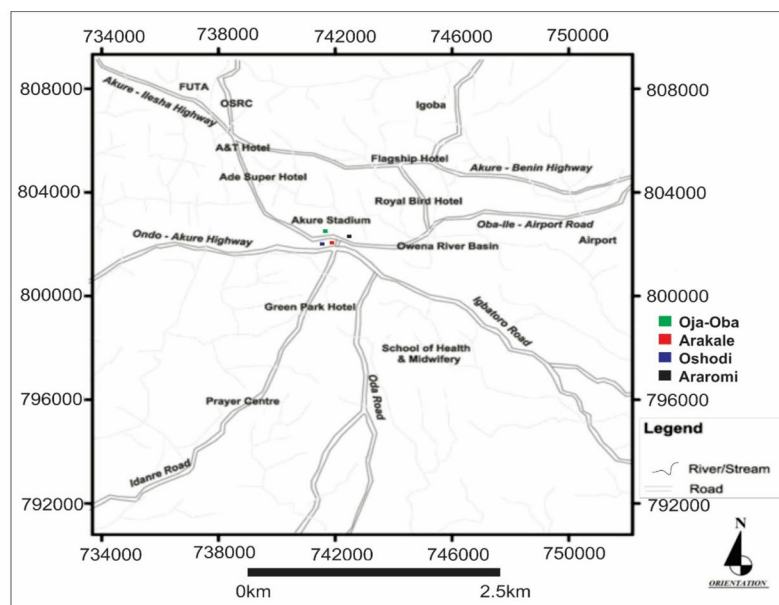 734000 738000 742000 746000 750000
808000 808000
FUTA
Akure - Ilesha Highway
OSRC
Igoba
A&T Hotel
Flagship Hotel
Akure - Benin Highway
Ade Super Hotel
804000 804000
Royal Bird Hotel
Akure Stadium
Oba-Ile - Airport Road
Ondo - Akure Highway
Owena River Basin
Airport
800000 800000
Green Park Hotel
Igbatoro Road
Oja-Oba
Arakale
Oshodi
Araromi
School of Health
& Midwifery
Oda Road
796000 796000
Prayer Centre
Legend
River/Stream
Road
Idanre Road
792000 792000
734000 738000 742000 746000 750000
N
ORIENTATION
0km 2.5km